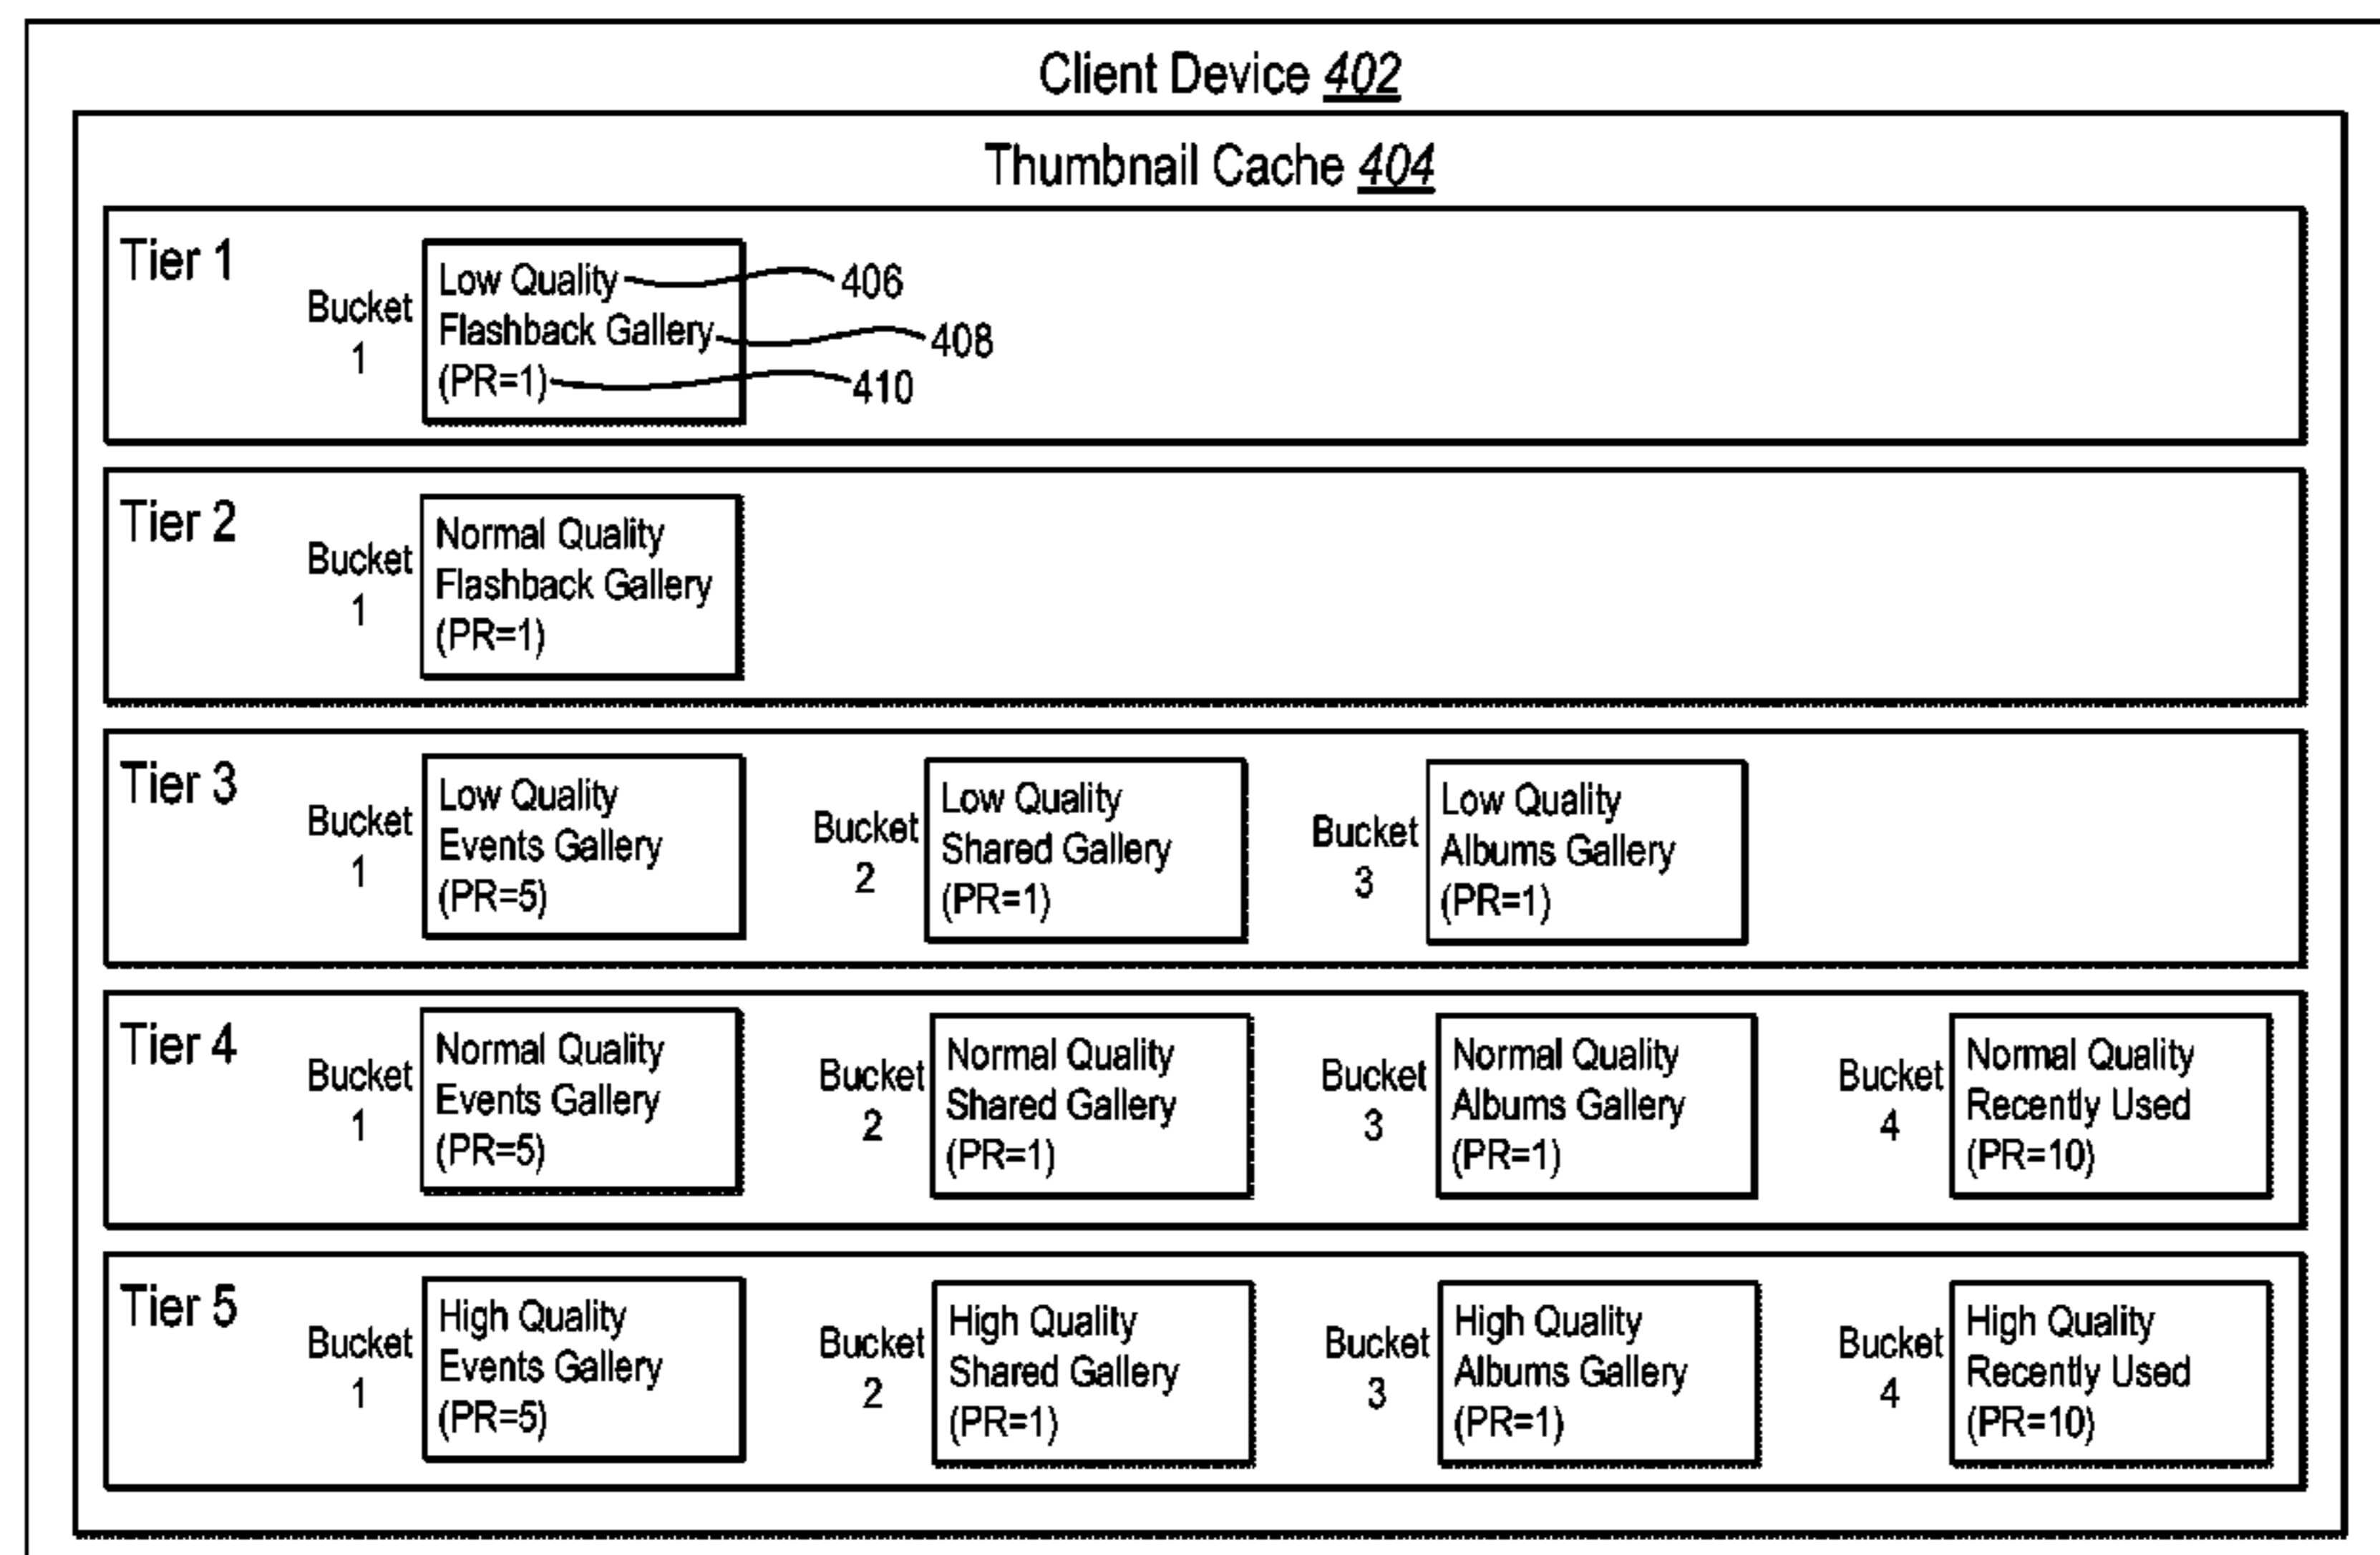 Client Device 402
Thumbnail Cache 404
Tier 1
Bucket
1
Low Quality
Flashback Gallery
(PR=1)
406
408
410
Tier 2
Bucket
1
Normal Quality
Flashback Gallery
(PR=1)
Tier 3
Bucket
1
Low Quality
Events Gallery
(PR=5)
Bucket
2
Low Quality
Shared Gallery
(PR=1)
Bucket
3
Low Quality
Albums Gallery
(PR=1)
Tier 4
Bucket
1
Normal Quality
Events Gallery
(PR=5)
Bucket
2
Normal Quality
Shared Gallery
(PR=1)
Bucket
3
Normal Quality
Albums Gallery
(PR=1)
Bucket
4
Normal Quality
Recently Used
(PR=10)
Tier 5
Bucket
1
High Quality
Events Gallery
(PR=5)
Bucket
2
High Quality
Shared Gallery
(PR=1)
Bucket
3
High Quality
Albums Gallery
(PR=1)
Bucket
4
High Quality
Recently Used
(PR=10)